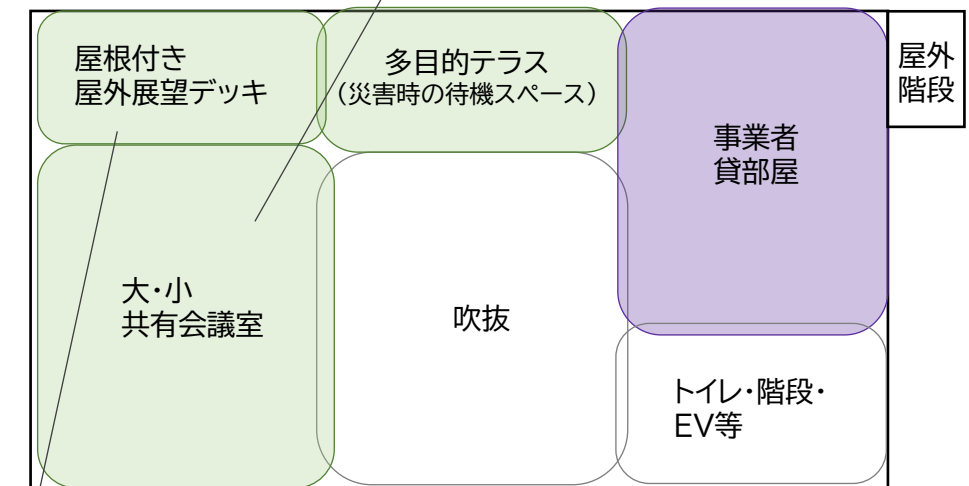 屋根付き
屋外展望デッキ
多目的テラス
（災害時の待機スペース）
事業者
貸部屋
屋外
階段
大・小
共有会議室
吹抜
トイレ・階段・
EV等